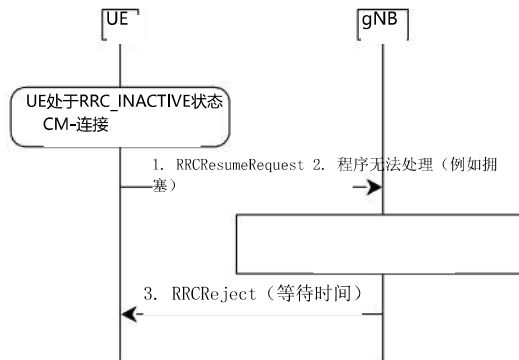 UE
gNB
UE处于RRC_INACTIVE状态
CM-连接
1. RRCResumeRequest 2. 程序无法处理（例如拥
塞）
3. RRCReject（等待时间）